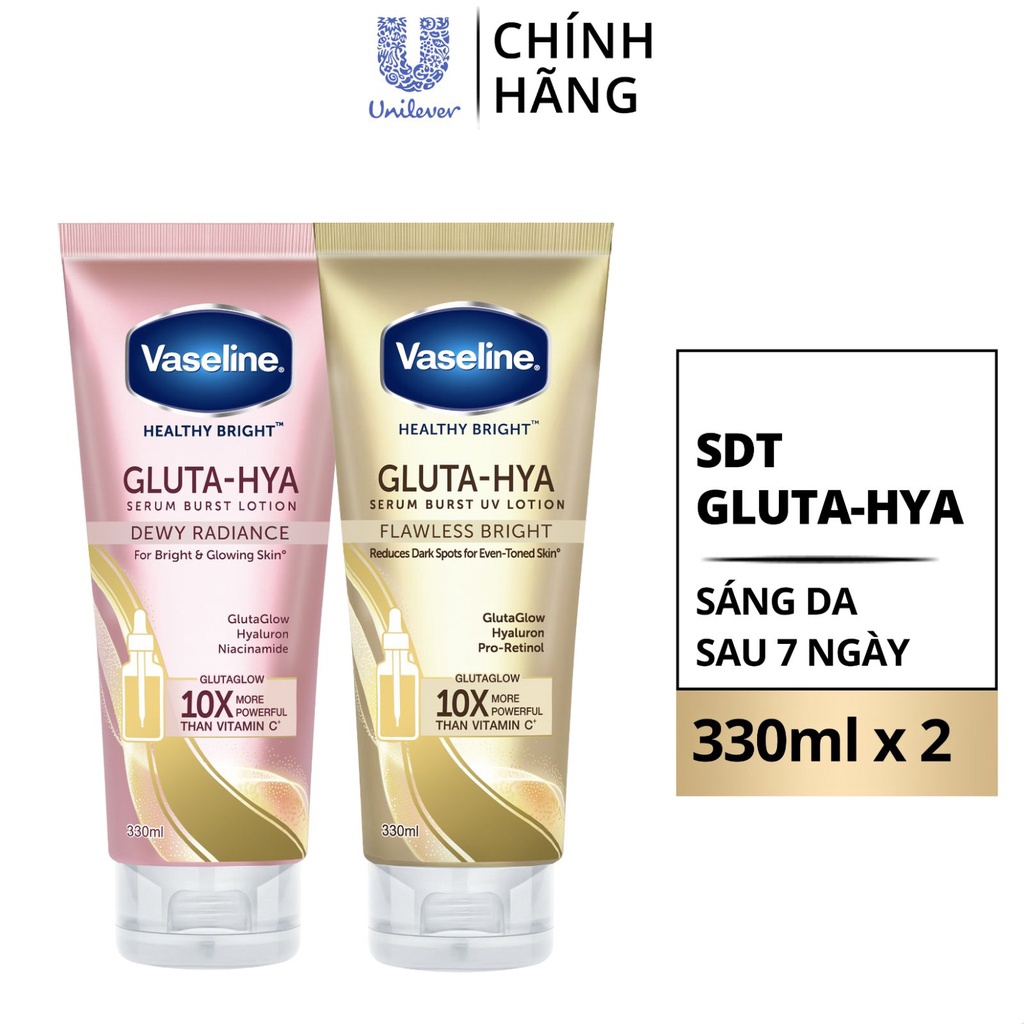 Unilever
CHÍNH
HÃNG
Vaseline®
HEALTHY BRIGHT™
GLUTA-HYA
SERUM BURST LOTION
DEWY RADIANCE
For Bright & Glowing Skin°
GlutaGlow
Hyaluron
Niacinamide
GLUTAGLOW
10X MORE
POWERFUL
THAN VITAMIN C⁺
330ml
Vaseline®
HEALTHY BRIGHT™
GLUTA-HYA
SERUM BURST UV LOTION
FLAWLESS BRIGHT
Reduces Dark Spots for Even-Toned Skin°
GlutaGlow
Hyaluron
Pro-Retinol
GLUTAGLOW
10X MORE
POWERFUL
THAN VITAMIN C⁺
330ml
SDT
GLUTA-HYA
SÁNG DA
SAU 7 NGÀY
330ml x 2